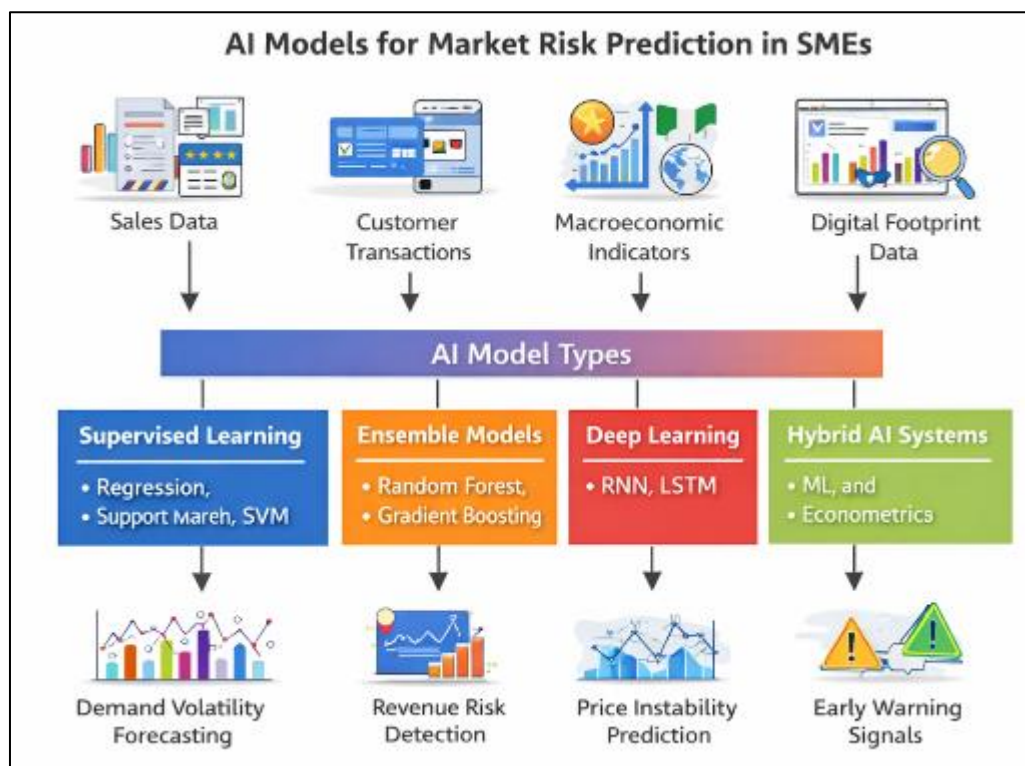 AI Models for Market Risk Prediction in SMEs
Sales Data
Customer
Transactions
Macroeconomic
Indicators
Digital Footprint
Data
AI Model Types
Supervised Learning
• Regression,
• Support Mareh, SVM
Ensemble Models
• Random Forest,
• Gradient Boosting
Deep Learning
• RNN, LSTM
Hybrid AI Systems
• ML, and
• Econometrics
Demand Volatility
Forecasting
Revenue Risk
Detection
Price Instability
Prediction
Early Warning
Signals